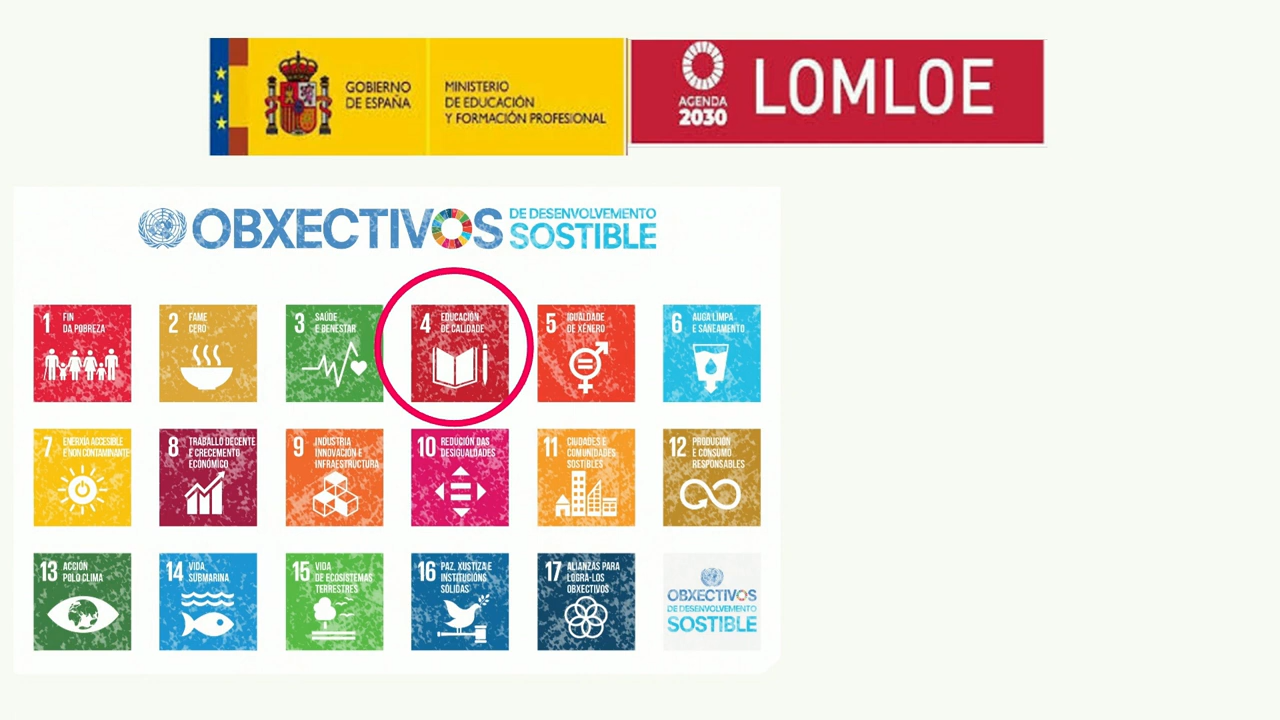 GOBIERNO
DE ESPAÑA
MINISTERIO
DE EDUCACIÓN
Y FORMACIÓN PROFESIONAL
AGENDA
2030
LOMLOE
OBXECTIVOS
DE DESENVOLVEMENTO
SOSTIBLE
1 FIN
DA POBREZA
2 FAME
CERO
3 SAÚDE
E BENESTAR
4 EDUCACIÓN
DE CALIDADE
5 IGUALDADE
DE XÉNERO
6 AUGA LIMPA
E SANEAMENTO
7 ENERXÍA ACCESIBLE
E NON CONTAMINANTE
8 TRABALLO DECENTE
E CRECEMENTO
ECONÓMICO
9 INDUSTRIA
INNOVACIÓN E
INFRAESTRUCTURA
10 REDUCIÓN DAS
DESIGUALDADES
11 CIUDADES E
COMUNIDADES
SOSTIBLES
12 PRODUCIÓN
E CONSUMO
RESPONSABLES
13 ACCIÓN
POLO CLIMA
14 VIDA
SUBMARINA
15 VIDA
DE ECOSISTEMAS
TERRESTRES
16 PAZ, XUSTIZA E
INSTITUCIÓNS
SÓLIDAS
17 ALIANZAS PARA
LOGRA-LOS
OBXECTIVOS
OBXECTIVOS
DE DESENVOLVEMENTO
SOSTIBLE